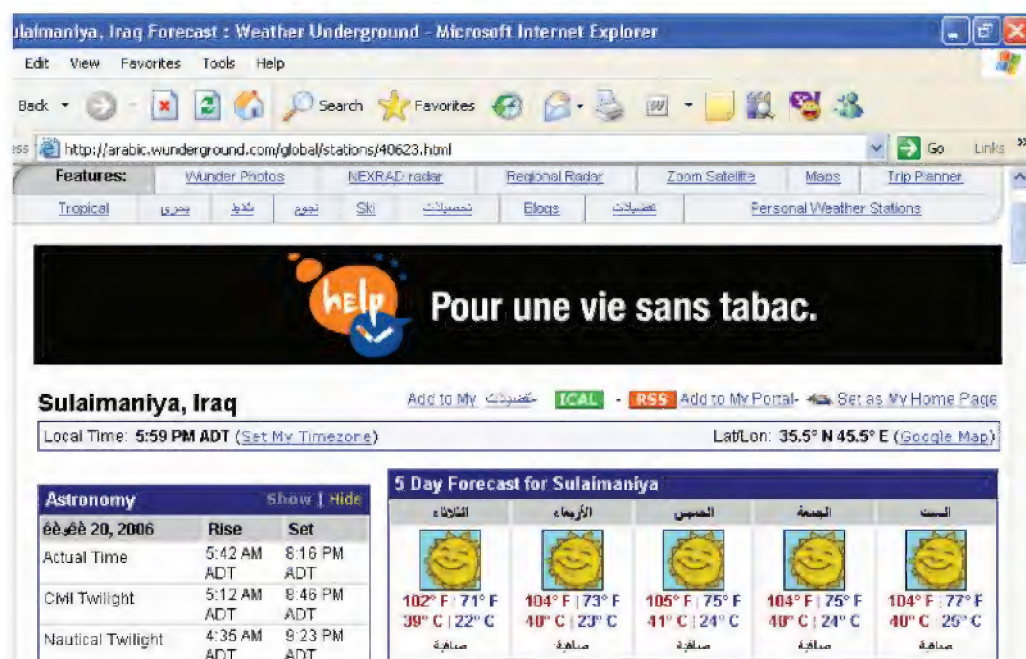 ulaimaniya, Iraq Forecast : Weather Underground - Microsoft Internet Explorer
Edit View Favorites Tools Help
Back Search Favorites
ess http://arabic.wunderground.com/global/stations/40623.html Go Links »
Features: Wunder Photos NEXRAD radar Regional Radar Zoom Satellite Maps Trip Planner
Tropical بحري ثلاط نجوم Ski تفضيلات Blogs تفضيلات Personal Weather Stations
help Pour une vie sans tabac.
Sulaimaniya, Iraq Add to My تفضيلات - ICAL - RSS Add to My Portal- Set as My Home Page
Local Time: 5:59 PM ADT (Set My Timezone) Lat/Lon: 35.5° N 45.5° E (Google Map)
Astronomy Show | Hide
éè,éè 20, 2006 Rise Set
Actual Time 5:42 AM ADT 8:16 PM ADT
Civil Twilight 5:12 AM ADT 8:46 PM ADT
Nautical Twilight 4:35 AM ADT 9:23 PM ADT
5 Day Forecast for Sulaimaniya
الثلاثاء الأربعاء الخميس الجمعة السبت
102° F | 71° F 104° F | 73° F 105° F | 75° F 104° F | 75° F 104° F | 77° F
39° C | 22° C 40° C | 23° C 41° C | 24° C 40° C | 24° C 40° C | 25° C
صافية صافية صافية صافية صافية